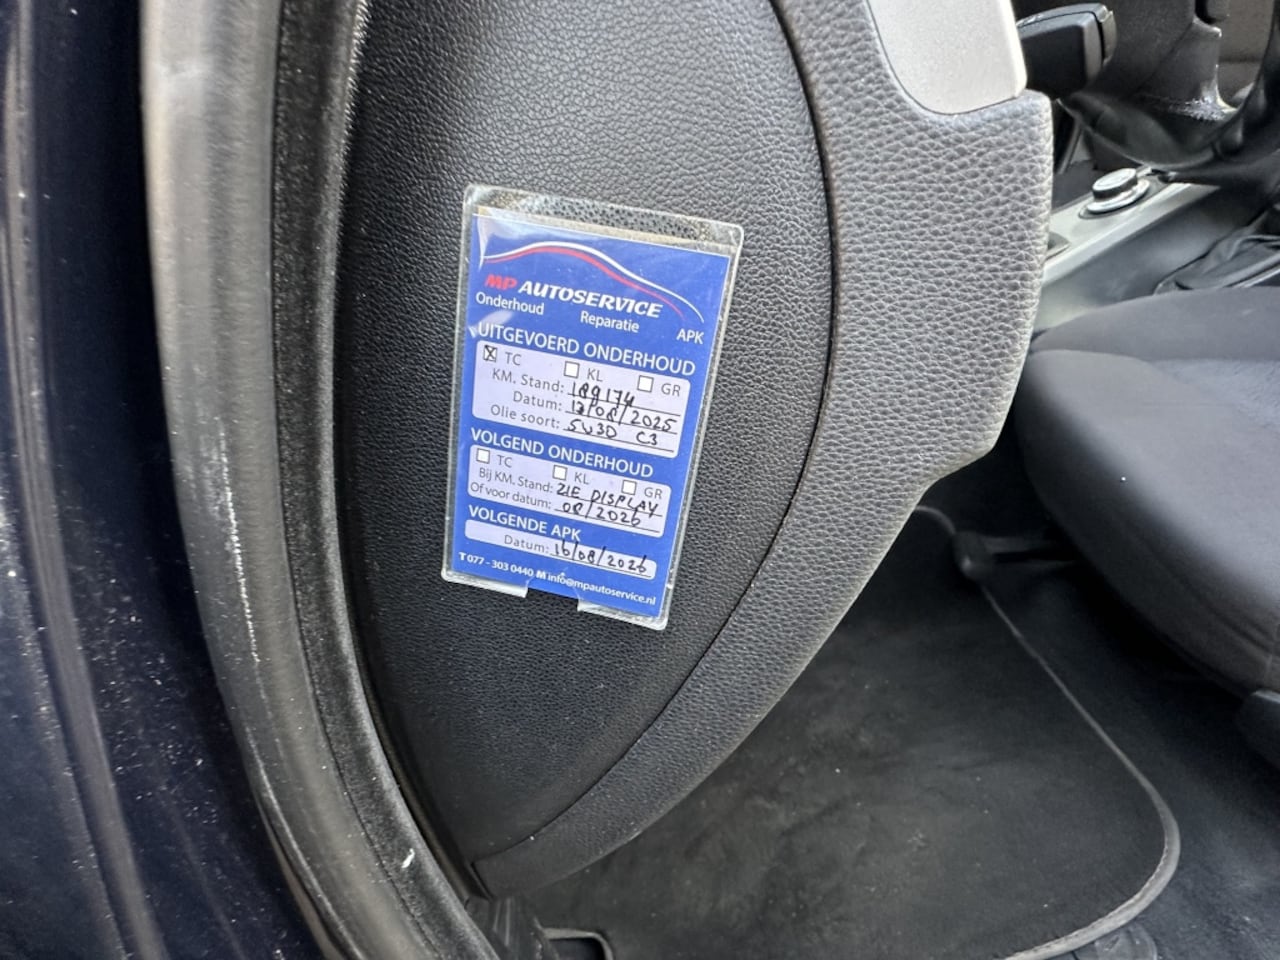 MP AUTOSERVICE
Onderhoud Reparatie APK
UITGEVOERD ONDERHOUD
TC KL GR
KM. Stand: 189174
Datum: 12/08/2025
Olie soort: 5W30 C3
VOLGEND ONDERHOUD
TC KL GR
Bij KM. Stand: ZIE DISPLAY
Of voor datum: 08/2026
VOLGENDE APK
Datum: 16/08/2026
T 077 - 303 0440 M info@mpautoservice.nl